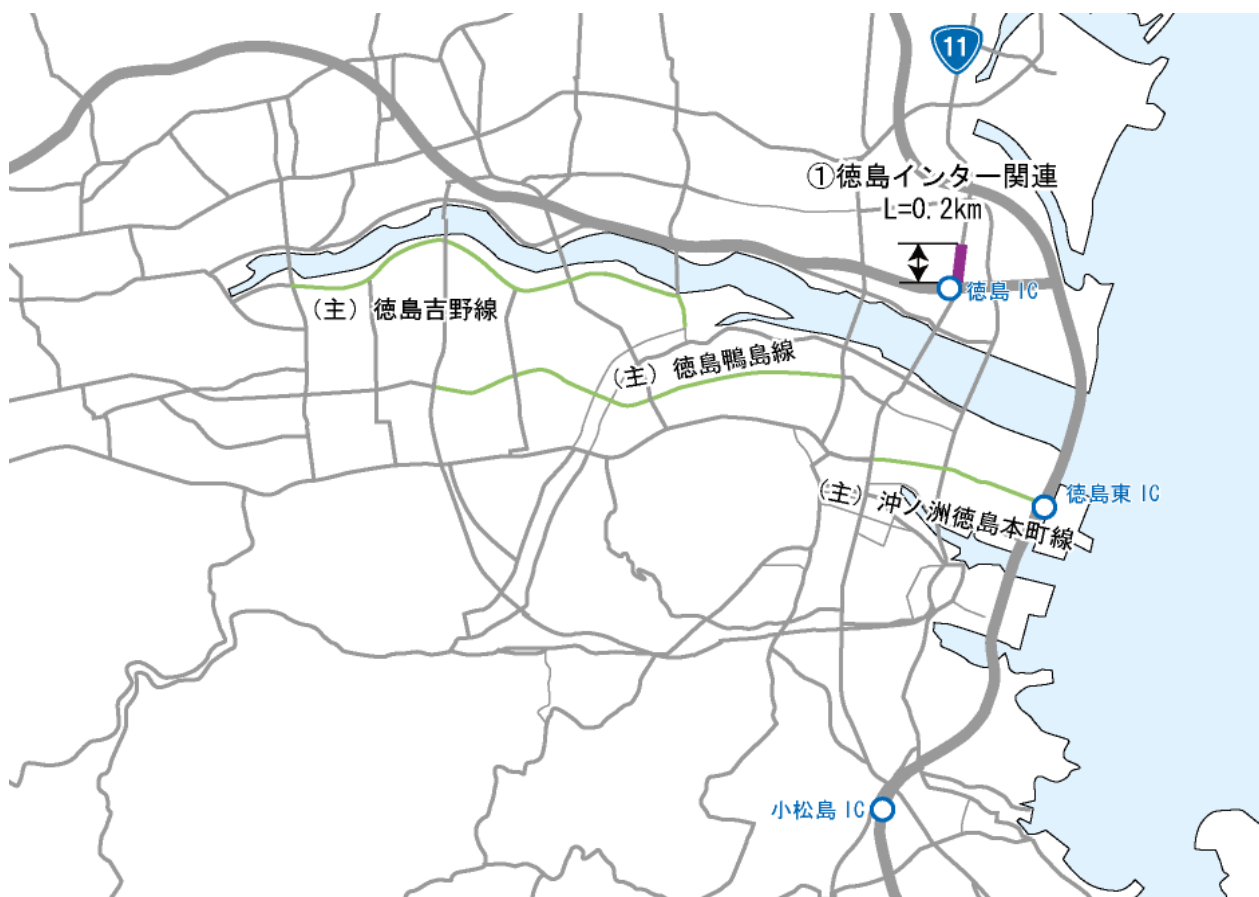 11
①徳島インター関連
L=0.2km
徳島 IC
(主) 徳島吉野線
(主) 徳島鴨島線
(主) 沖ノ洲徳島本町線
徳島東 IC
小松島 IC